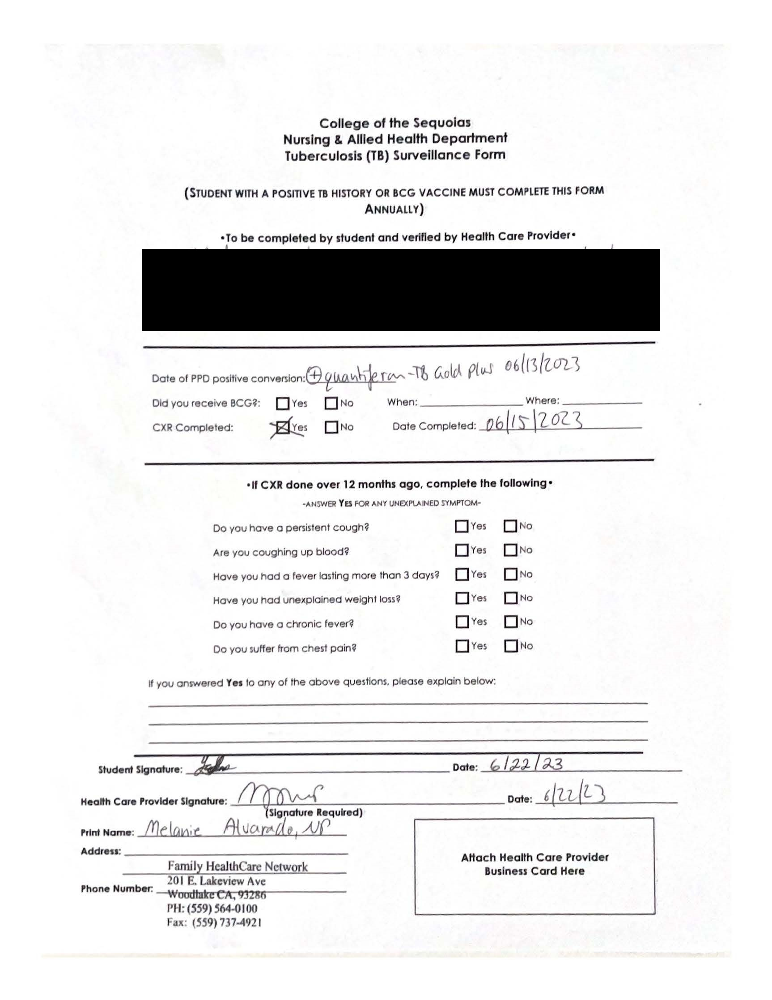 College of the Sequoias
Nursing & Allied Health Department
Tuberculosis (TB) Surveillance Form
(STUDENT WITH A POSITIVE TB HISTORY OR BCG VACCINE MUST COMPLETE THIS FORM
ANNUALLY)
•To be completed by student and verified by Health Care Provider•
Date of PPD positive conversion: ⊕ quantiferon-TB Gold Plus 06/13/2023
Did you receive BCG?: Yes No When: Where:
CXR Completed: Yes No Date Completed: 06/15/2023
•If CXR done over 12 months ago, complete the following•
-ANSWER YES FOR ANY UNEXPLAINED SYMPTOM-
Do you have a persistent cough? Yes No
Are you coughing up blood? Yes No
Have you had a fever lasting more than 3 days? Yes No
Have you had unexplained weight loss? Yes No
Do you have a chronic fever? Yes No
Do you suffer from chest pain? Yes No
If you answered Yes to any of the above questions, please explain below:
Student Signature: Date: 6/22/23
Health Care Provider Signature: Date: 6/22/23
(Signature Required)
Print Name: Melanie Alvarado, NP
Address:
Family HealthCare Network
201 E. Lakeview Ave
Phone Number: Woodlake CA, 93286
PH: (559) 564-0100
Fax: (559) 737-4921
Attach Health Care Provider
Business Card Here